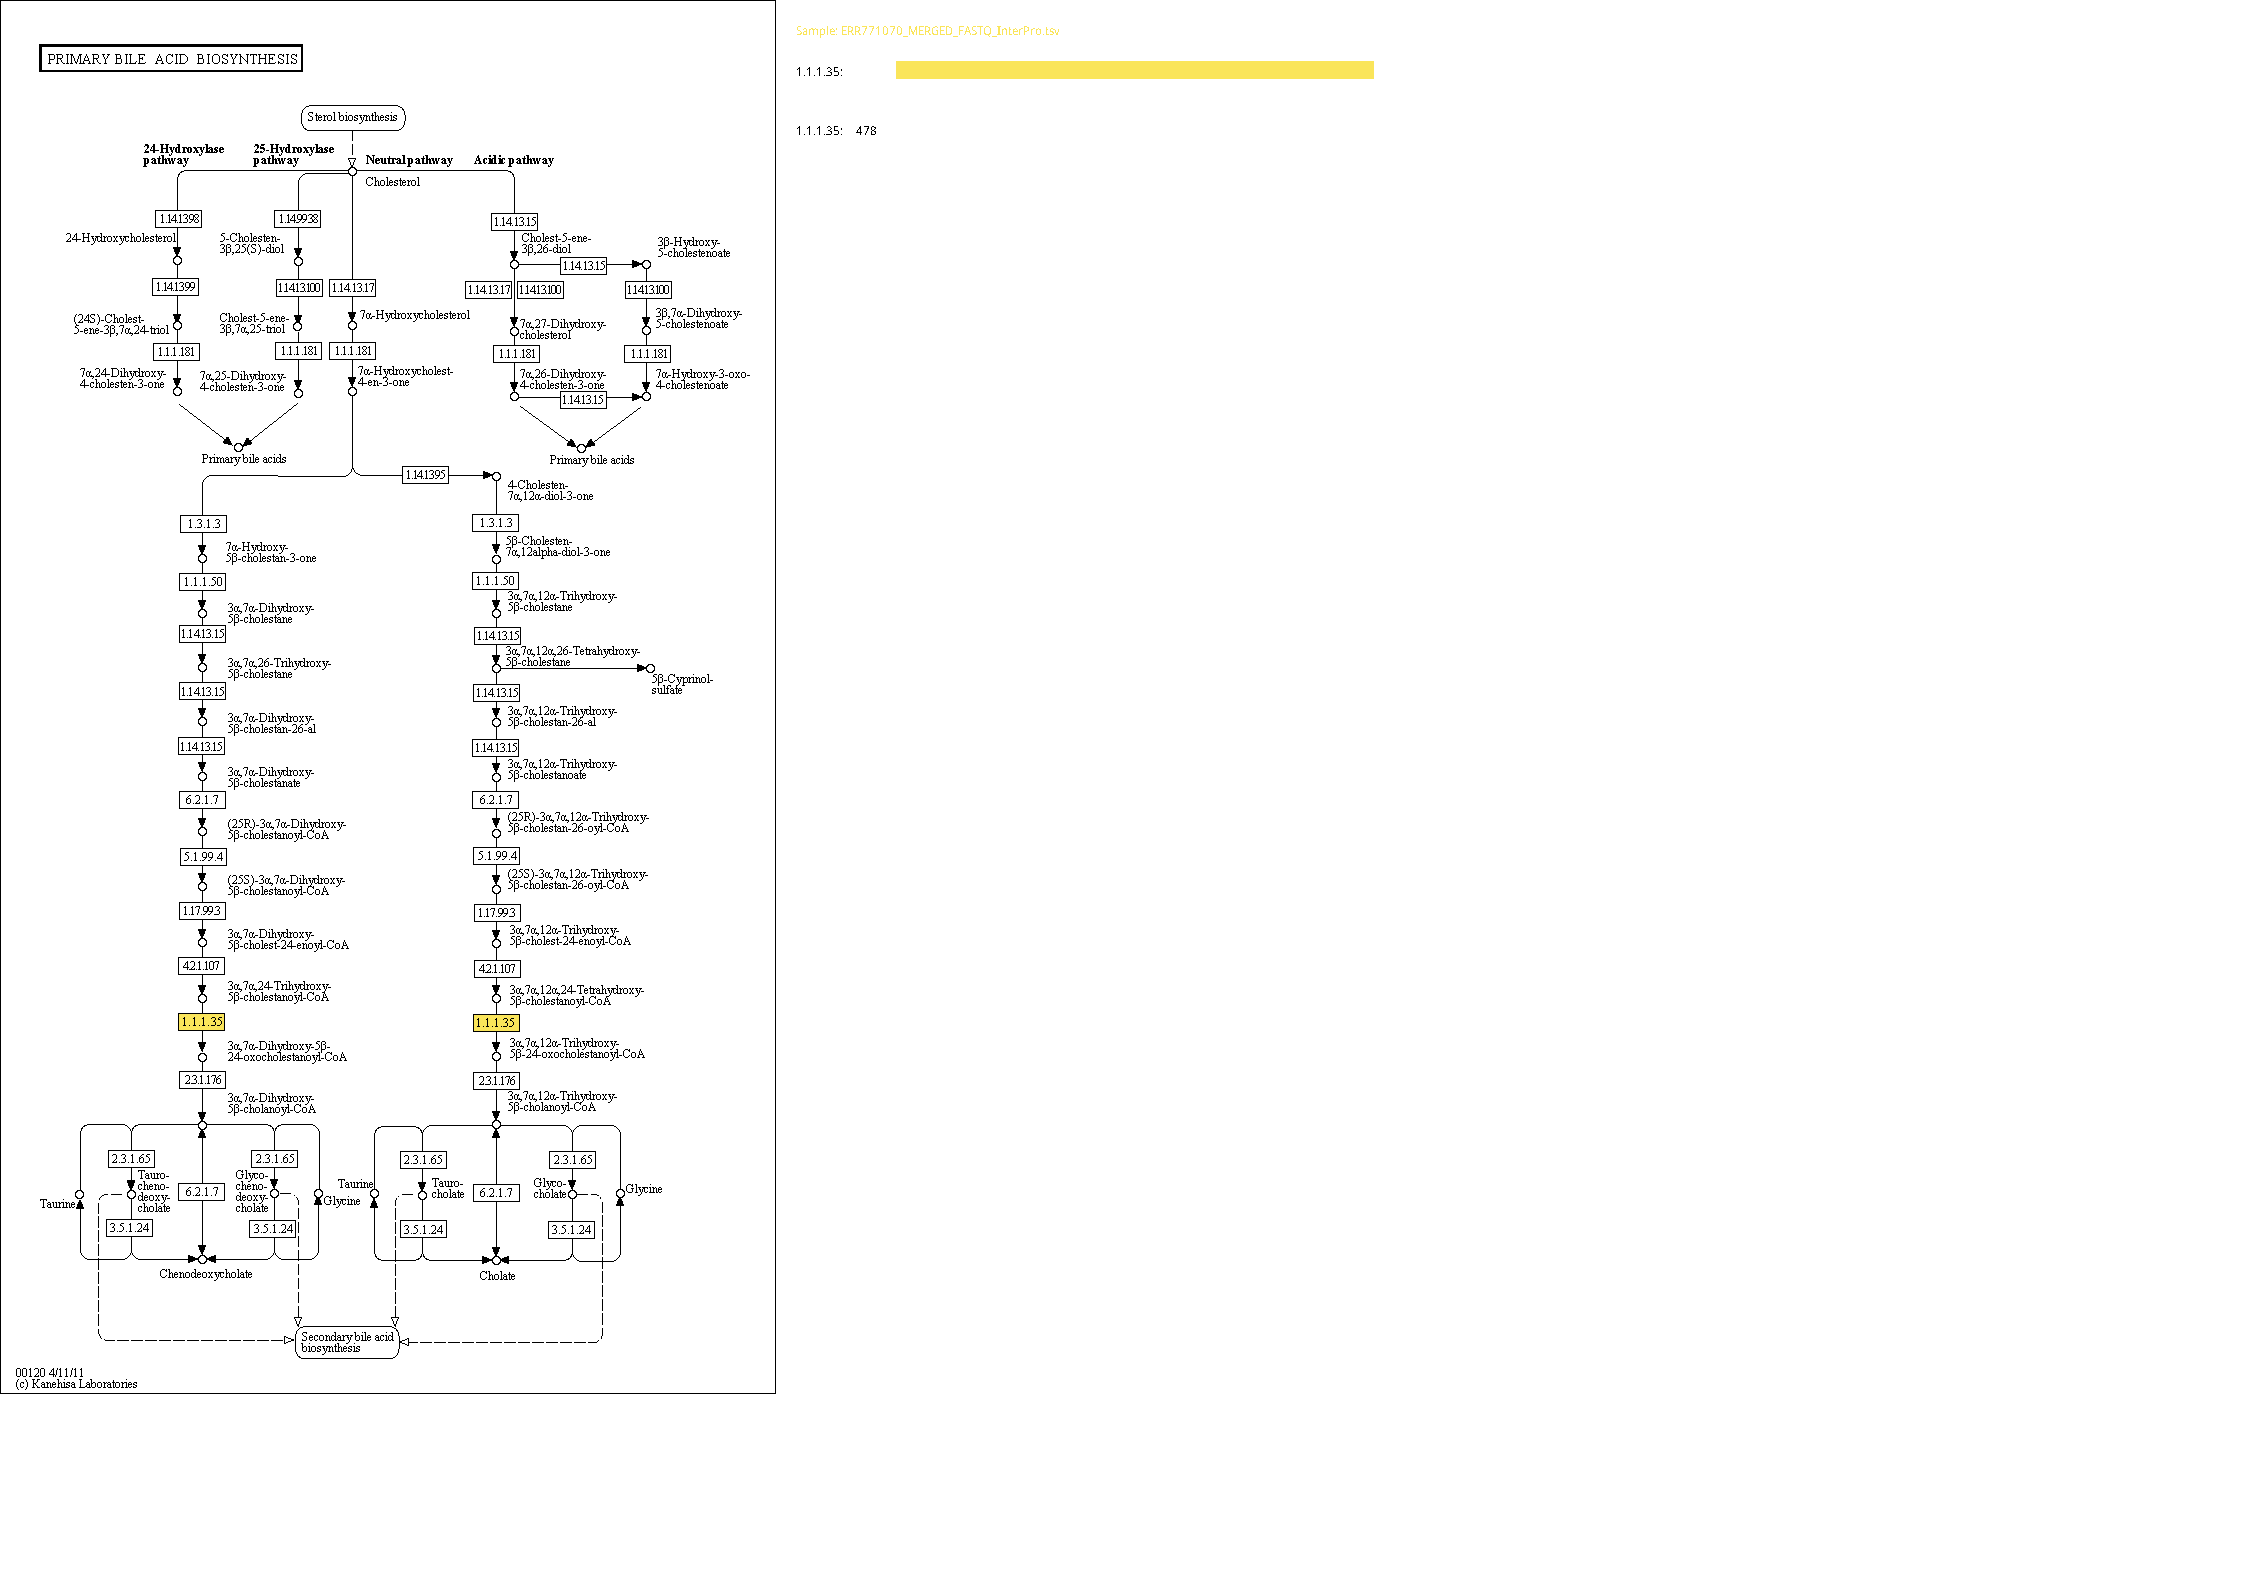 PRIMARY BILE ACID BIOSYNTHESIS
Sample: ERR771070_MERGED_FASTQ_InterPro.tsv
1.1.1.35:
1.1.1.35: 478
Sterol biosynthesis
24-Hydroxylase
pathway
25-Hydroxylase
pathway
Neutral pathway
Acidic pathway
Cholesterol
1.14.13.98
1.14.99.38
1.14.13.15
24-Hydroxycholesterol
5-Cholesten-
3β,25(S)-diol
Cholest-5-ene-
3β,26-diol
3β-Hydroxy-
5-cholestenoate
1.14.13.15
1.14.13.99
1.14.13.100
1.14.13.17
1.14.13.17
1.14.13.100
1.14.13.100
(24S)-Cholest-
5-ene-3β,7α,24-triol
Cholest-5-ene-
3β,7α,25-triol
7α-Hydroxycholesterol
7α,27-Dihydroxy-
cholesterol
3β,7α-Dihydroxy-
5-cholestenoate
1.1.1.181
1.1.1.181
1.1.1.181
1.1.1.181
1.1.1.181
7α,24-Dihydroxy-
4-cholesten-3-one
7α,25-Dihydroxy-
4-cholesten-3-one
7α-Hydroxycholest-
4-en-3-one
7α,26-Dihydroxy-
4-cholesten-3-one
7α-Hydroxy-3-oxo-
4-cholestenoate
1.14.13.15
Primary bile acids
Primary bile acids
1.14.13.95
4-Cholesten-
7α,12α-diol-3-one
1.3.1.3
1.3.1.3
7α-Hydroxy-
5β-cholestan-3-one
5β-Cholesten-
7α,12alpha-diol-3-one
1.1.1.50
1.1.1.50
3α,7α-Dihydroxy-
5β-cholestane
3α,7α,12α-Trihydroxy-
5β-cholestane
1.14.13.15
1.14.13.15
3α,7α,26-Trihydroxy-
5β-cholestane
3α,7α,12α,26-Tetrahydroxy-
5β-cholestane
5β-Cyprinol-
sulfate
1.14.13.15
1.14.13.15
3α,7α-Dihydroxy-
5β-cholestan-26-al
3α,7α,12α-Trihydroxy-
5β-cholestan-26-al
1.14.13.15
1.14.13.15
3α,7α-Dihydroxy-
5β-cholestanate
3α,7α,12α-Trihydroxy-
5β-cholestanoate
6.2.1.7
6.2.1.7
(25R)-3α,7α-Dihydroxy-
5β-cholestanoyl-CoA
(25R)-3α,7α,12α-Trihydroxy-
5β-cholestan-26-oyl-CoA
5.1.99.4
5.1.99.4
(25S)-3α,7α-Dihydroxy-
5β-cholestanoyl-CoA
(25S)-3α,7α,12α-Trihydroxy-
5β-cholestan-26-oyl-CoA
1.17.99.3
1.17.99.3
3α,7α-Dihydroxy-
5β-cholest-24-enoyl-CoA
3α,7α,12α-Trihydroxy-
5β-cholest-24-enoyl-CoA
4.2.1.107
4.2.1.107
3α,7α,24-Trihydroxy-
5β-cholestanoyl-CoA
3α,7α,12α,24-Tetrahydroxy-
5β-cholestanoyl-CoA
1.1.1.35
1.1.1.35
3α,7α-Dihydroxy-5β-
24-oxocholestanoyl-CoA
3α,7α,12α-Trihydroxy-
5β-24-oxocholestanoyl-CoA
2.3.1.176
2.3.1.176
3α,7α-Dihydroxy-
5β-cholanoyl-CoA
3α,7α,12α-Trihydroxy-
5β-cholanoyl-CoA
2.3.1.65
2.3.1.65
2.3.1.65
2.3.1.65
Taurine
Tauro-
cheno-
deoxy-
cholate
6.2.1.7
Glyco-
cheno-
deoxy-
cholate
Glycine
Taurine
Tauro-
cholate
6.2.1.7
Glyco-
cholate
Glycine
3.5.1.24
3.5.1.24
3.5.1.24
3.5.1.24
Chenodeoxycholate
Cholate
Secondary bile acid
biosynthesis
00120 4/11/11
(c) Kanehisa Laboratories